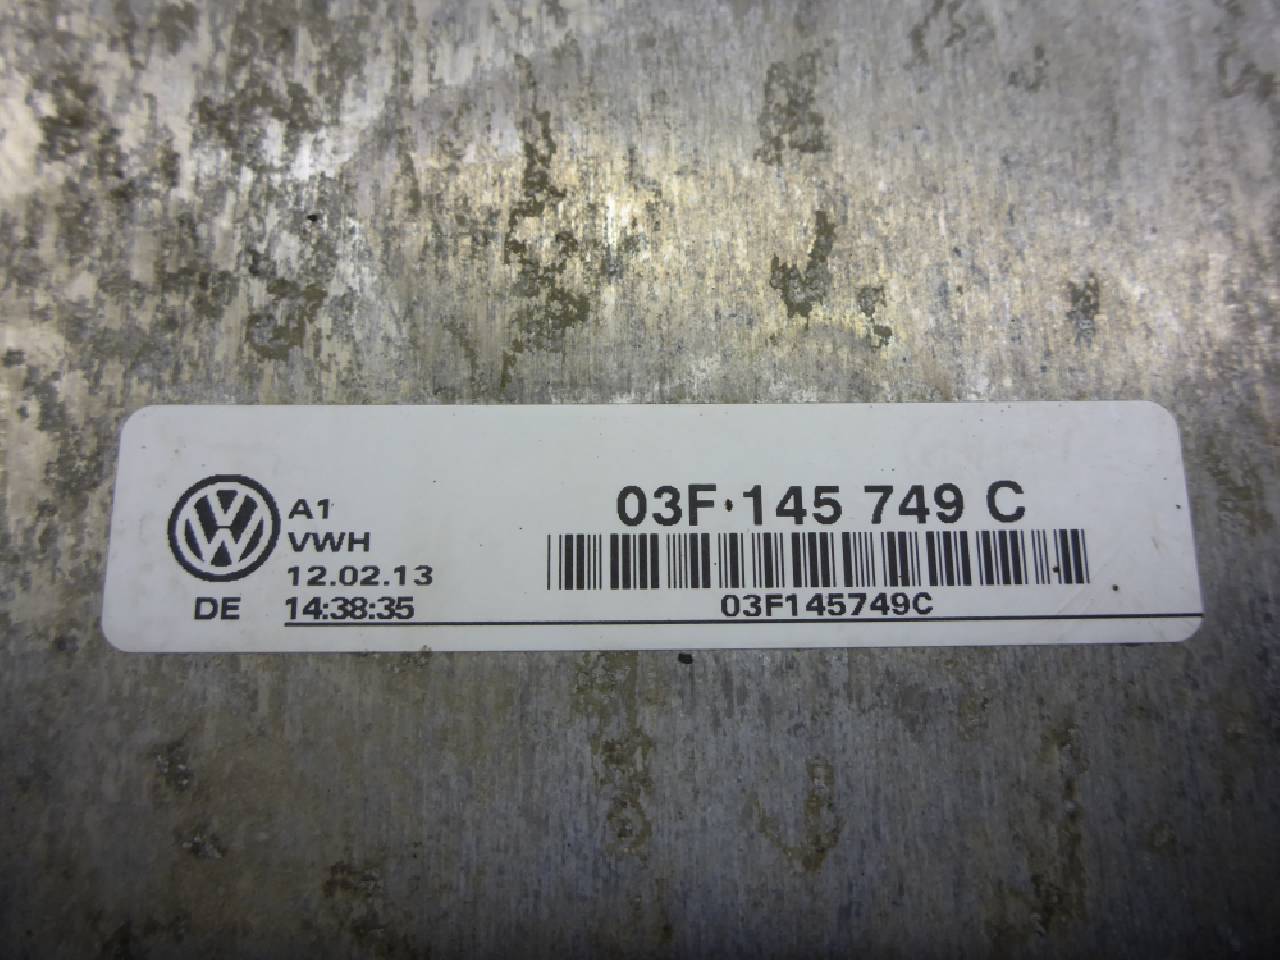 A1
VWH
12.02.13
DE 14:38:35
03F 145 749 C
03F145749C